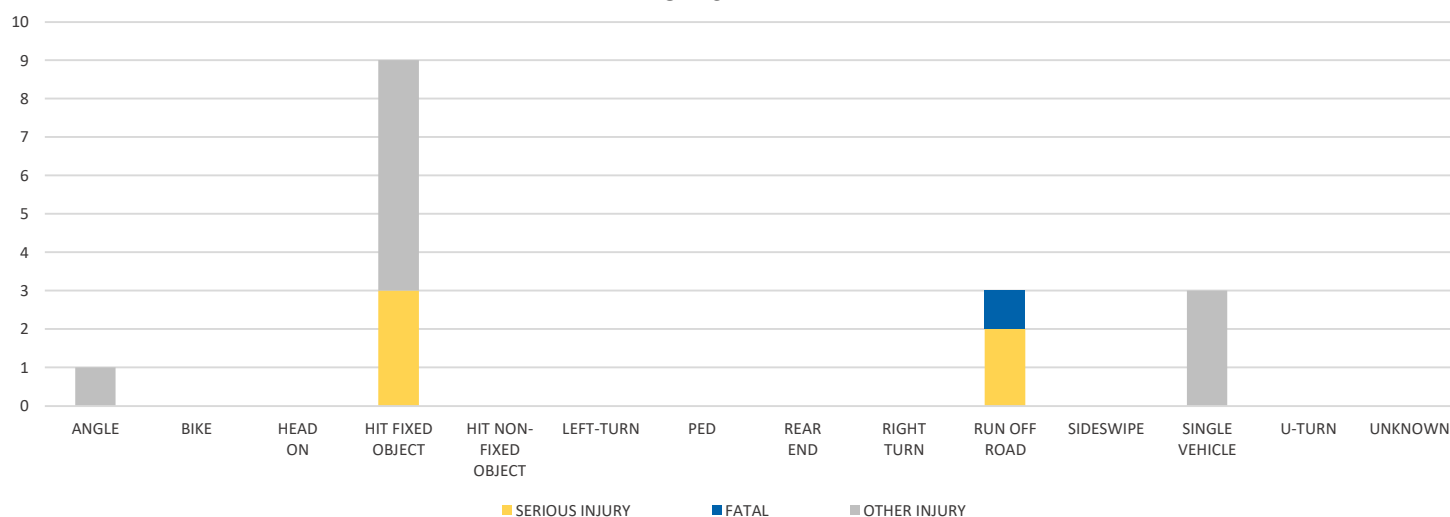 10
9
8
7
6
5
4
3
2
1
0
ANGLE
BIKE
HEAD
ON
HIT FIXED
OBJECT
HIT NON-
FIXED
OBJECT
LEFT-TURN
PED
REAR
END
RIGHT
TURN
RUN OFF
ROAD
SIDESWIPE
SINGLE
VEHICLE
U-TURN
UNKNOWN
SERIOUS INJURY
FATAL
OTHER INJURY